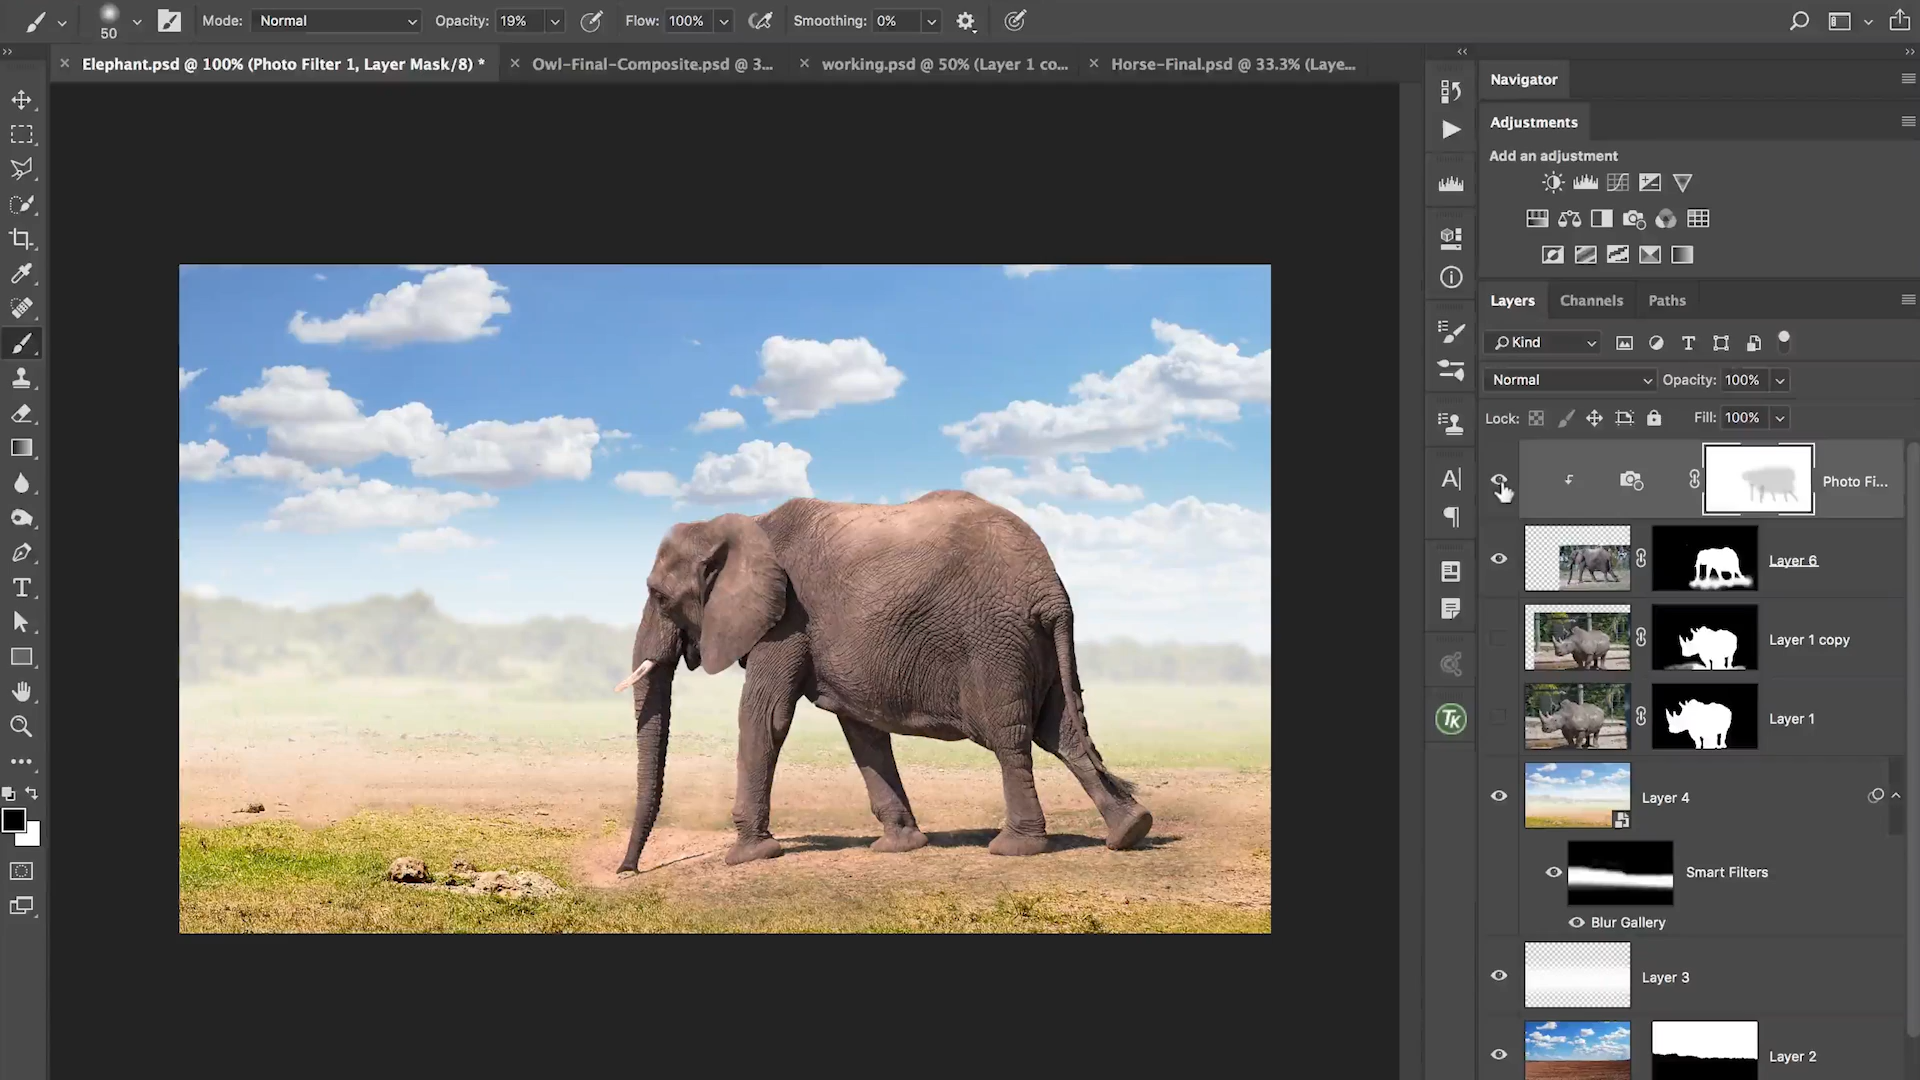 50
Mode: Normal
Opacity: 19%
Flow: 100%
Smoothing: 0%
Elephant.psd @ 100% (Photo Filter 1, Layer Mask/8) *
Owl-Final-Composite.psd @ 3...
working.psd @ 50% (Layer 1 co...
Horse-Final.psd @ 33.3% (Laye...
Navigator
Adjustments
Add an adjustment
Layers
Channels
Paths
Kind
Normal
Opacity: 100%
Lock:
Fill: 100%
Photo Fi...
Layer 6
Layer 1 copy
Layer 1
TK
Layer 4
Smart Filters
Blur Gallery
Layer 3
Layer 2